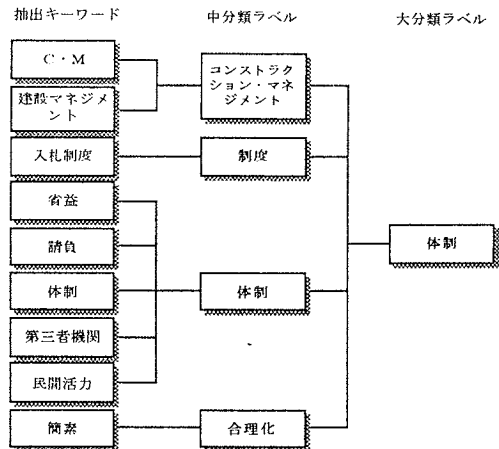 抽出キーワード
中分類ラベル
大分類ラベル
C・M
建設マネジメ
ント
コンストラク
ション・マネ
ジメント
入札制度
制度
省益
請負
体制
体制
体制
第三者機関
民間活力
簡素
合理化